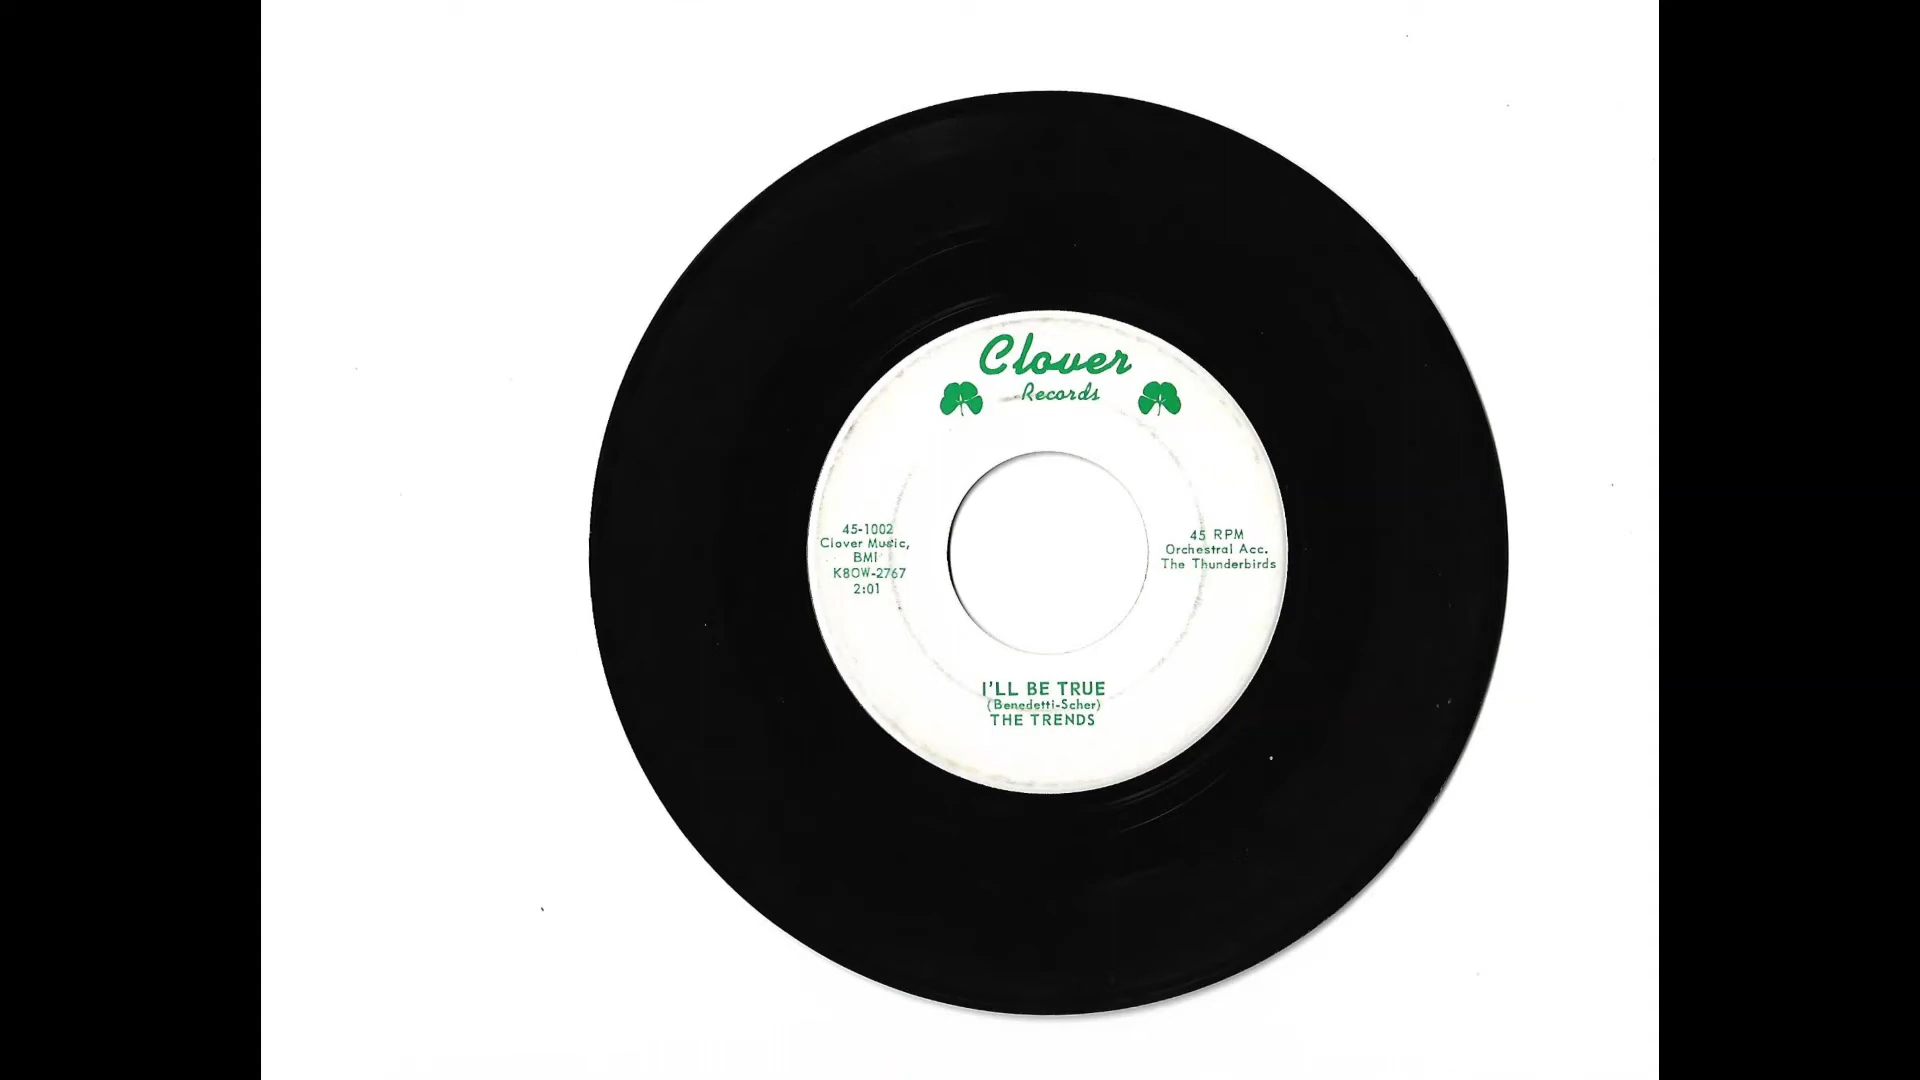 Clover
Records
45-1002
Clover Music,
BMI
K8OW-2767
2:01
45 RPM
Orchestral Acc.
The Thunderbirds
I'LL BE TRUE
(Benedetti-Scher)
THE TRENDS